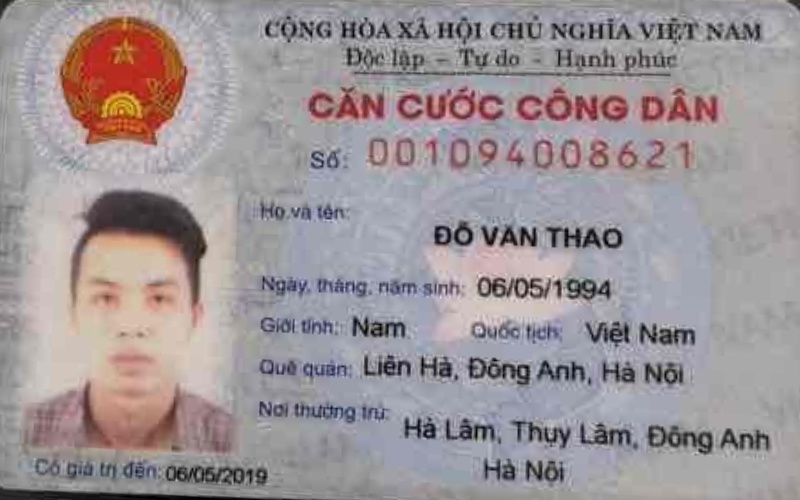 CỘNG HÒA XÃ HỘI CHỦ NGHĨA VIỆT NAM
Độc lập - Tự do - Hạnh phúc
CĂN CƯỚC CÔNG DÂN
Số: 001094008621
Họ và tên:
ĐỖ VĂN THAO
Ngày, tháng, năm sinh: 06/05/1994
Giới tính: Nam Quốc tịch: Việt Nam
Quê quán: Liên Hà, Đông Anh, Hà Nội
Nơi thường trú: Hà Lâm, Thụy Lâm, Đông Anh
Hà Nội
Có giá trị đến: 06/05/2019